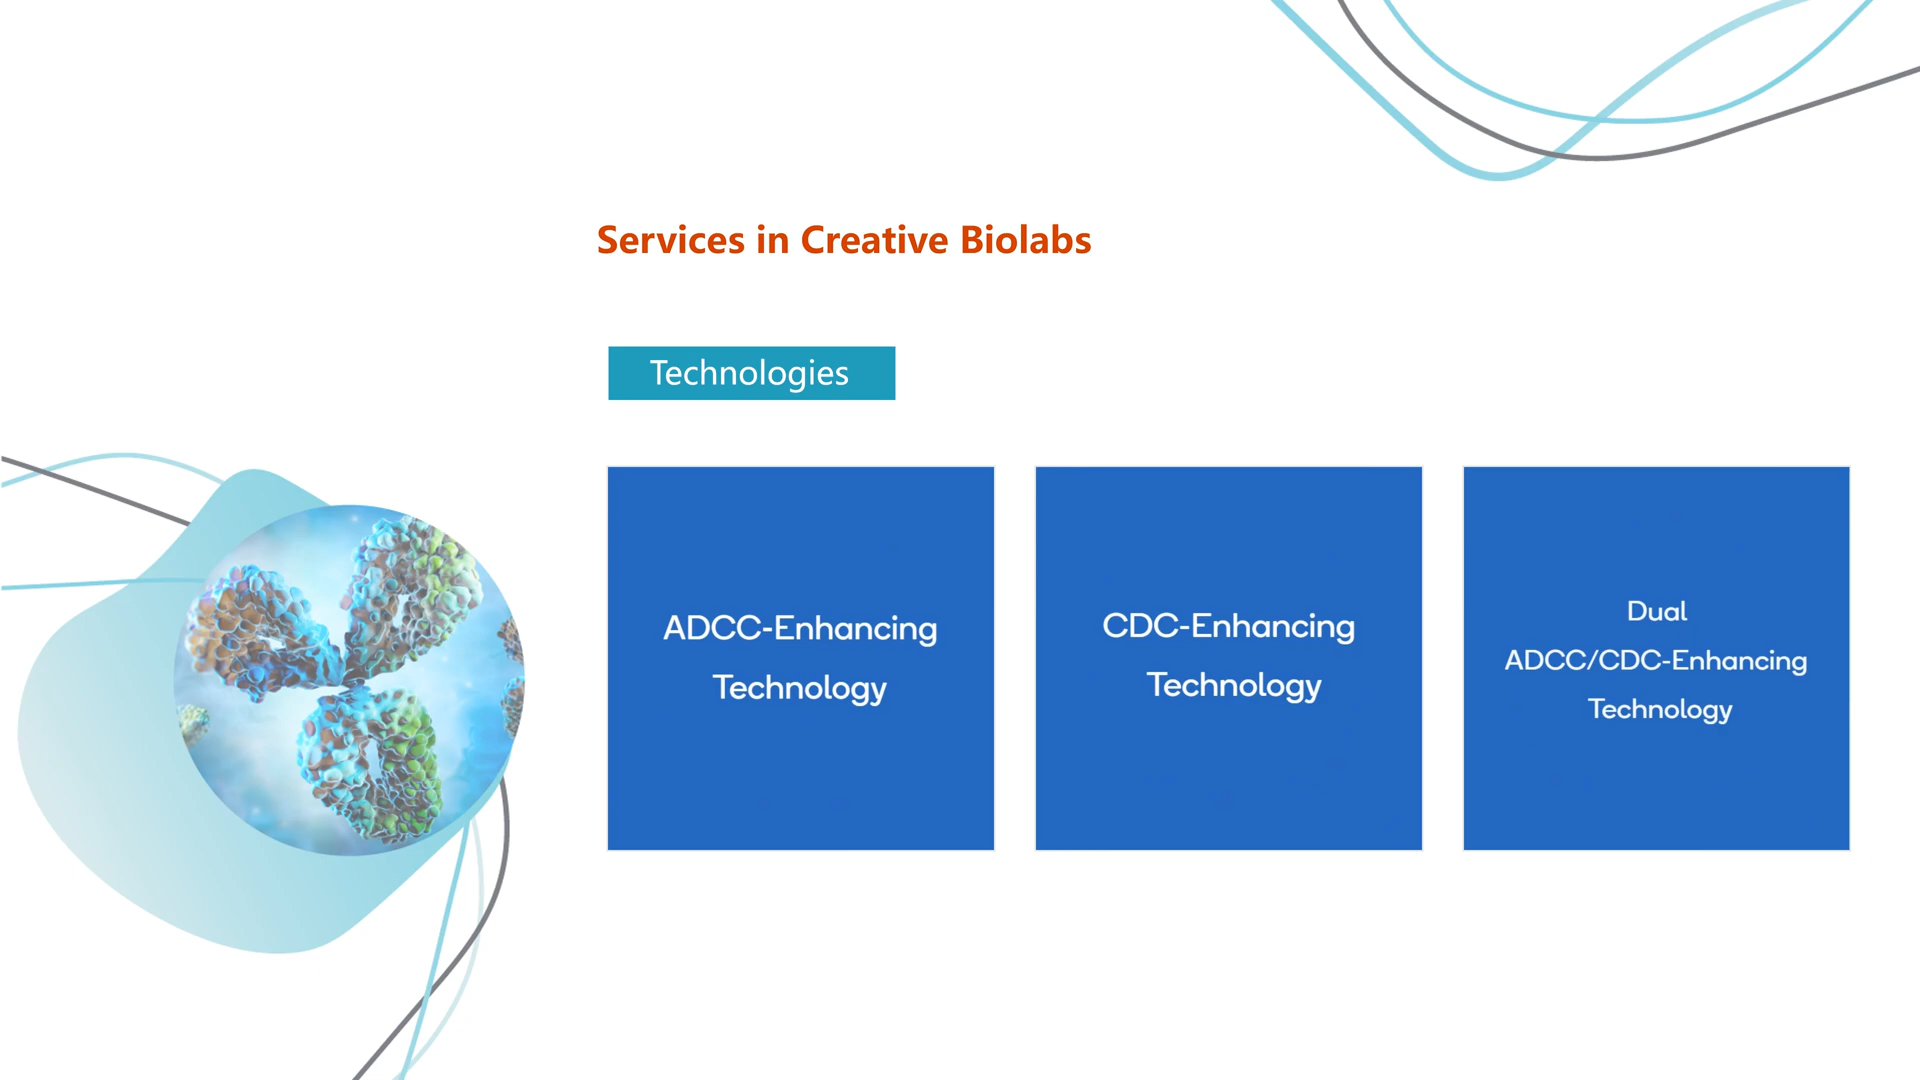 Services in Creative Biolabs
Technologies
ADCC-Enhancing
Technology
CDC-Enhancing
Technology
Dual
ADCC/CDC-Enhancing
Technology